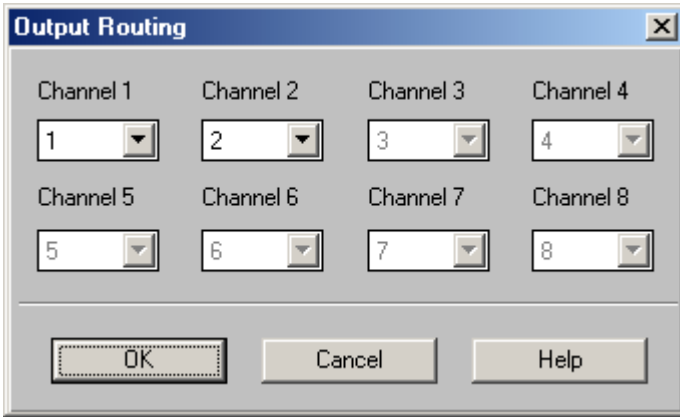 Output Routing
Channel 1 Channel 2 Channel 3 Channel 4
1 2 3 4
Channel 5 Channel 6 Channel 7 Channel 8
5 6 7 8
OK Cancel Help